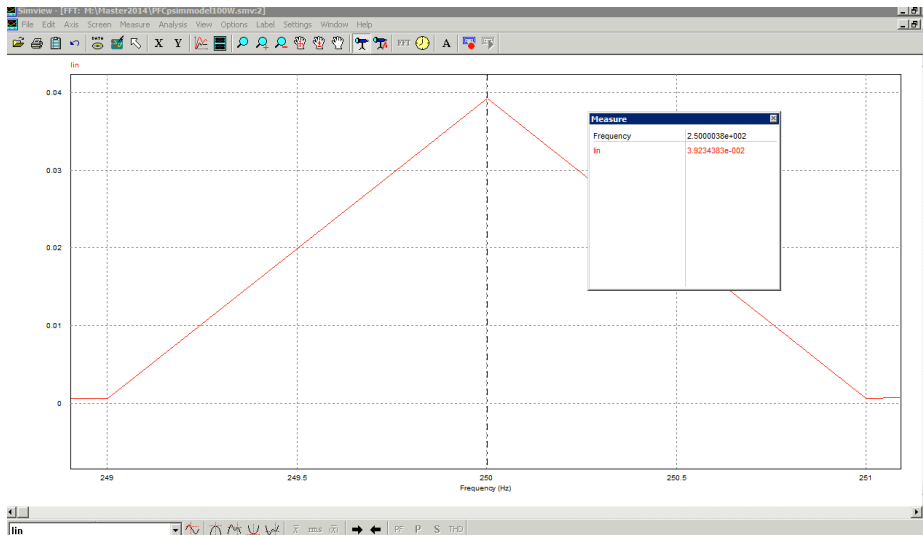 Simview - [FFT: M:\Master2014\PFCpsimmodel100W.smv:2]
File Edit Axis Screen Measure Analysis View Options Label Settings Window Help
DATA X Y FFT A
Iin
0.04
0.03
0.02
0.01
0
Measure
Frequency 2.5000038e+002
Iin 3.9234383e-002
249 249.5 250 250.5 251
Frequency (Hz)
Iin x rms |x| PF P S THD